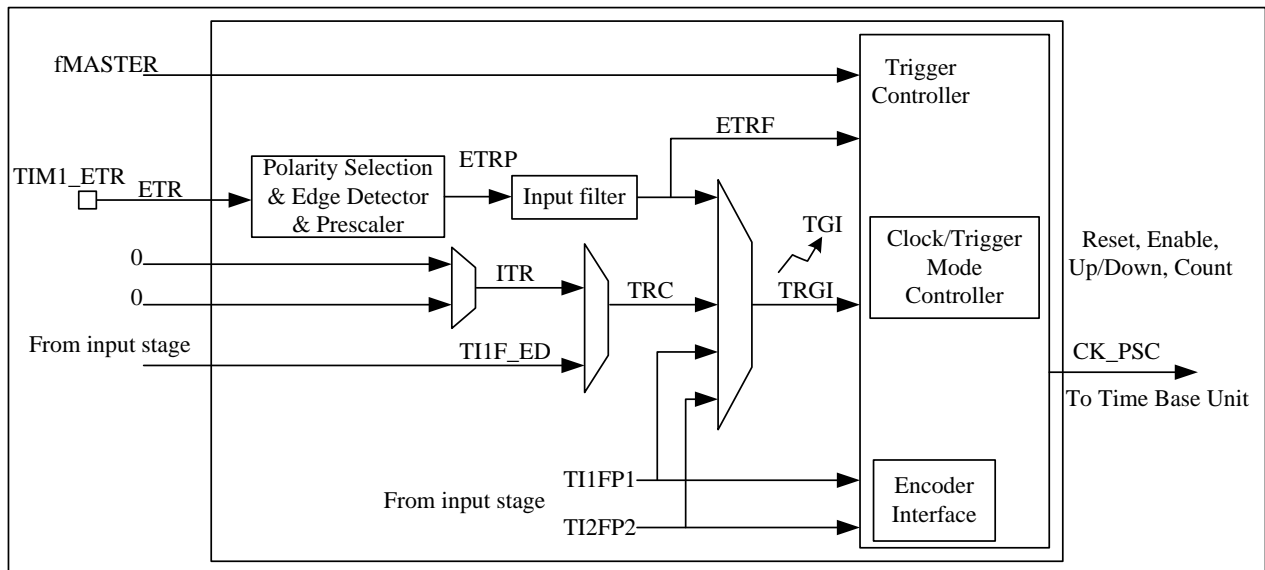 fMASTER
Trigger
Controller
ETRF
TIM1_ETR
ETR
Polarity Selection
& Edge Detector
& Prescaler
ETRP
Input filter
TGI
Clock/Trigger
Mode
Controller
Reset, Enable,
Up/Down, Count
0
ITR
0
TRC
TRGI
From input stage
TI1F_ED
CK_PSC
To Time Base Unit
TI1FP1
From input stage
TI2FP2
Encoder
Interface